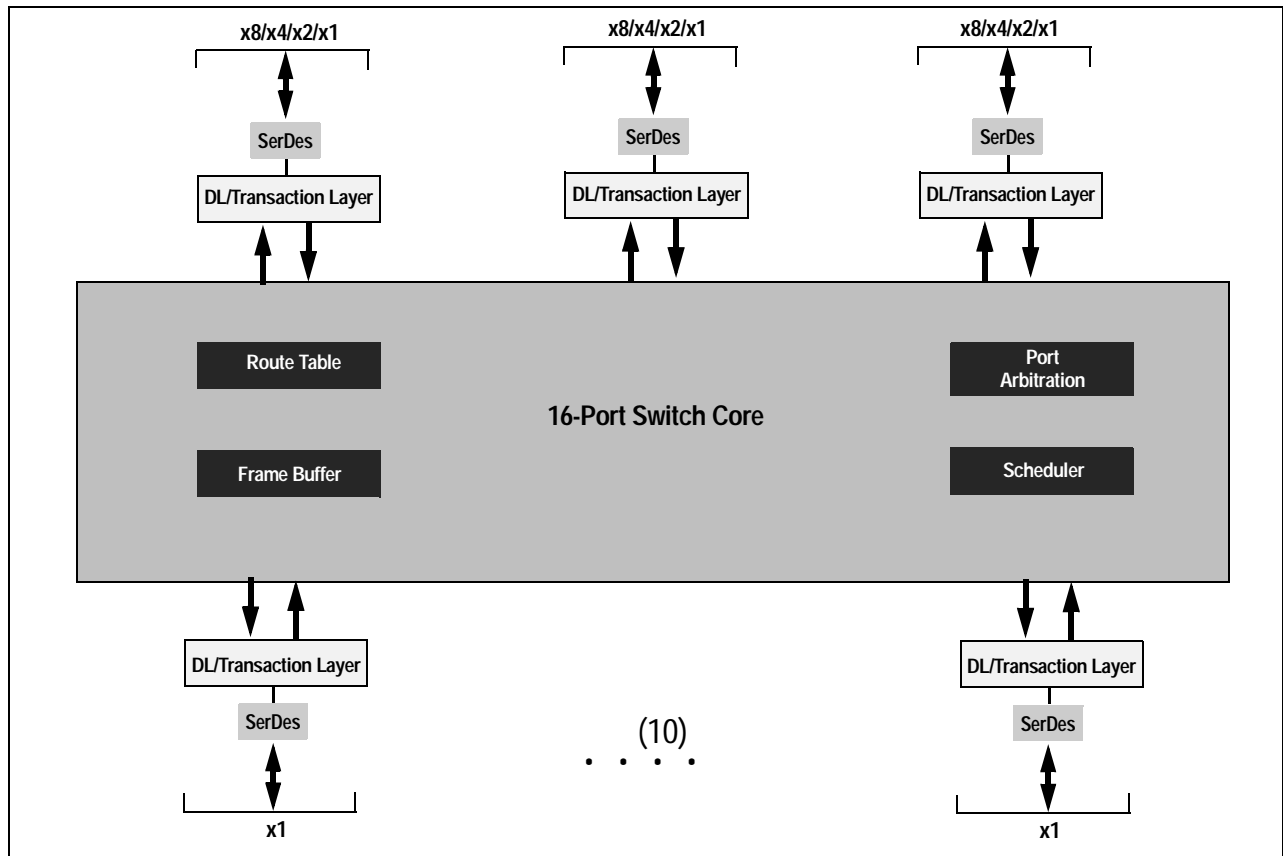 x8/x4/x2/x1
x8/x4/x2/x1
x8/x4/x2/x1
SerDes
SerDes
SerDes
DL/Transaction Layer
DL/Transaction Layer
DL/Transaction Layer
Route Table
Port
Arbitration
16-Port Switch Core
Frame Buffer
Scheduler
DL/Transaction Layer
DL/Transaction Layer
SerDes
SerDes
(10)
. . . .
x1
x1